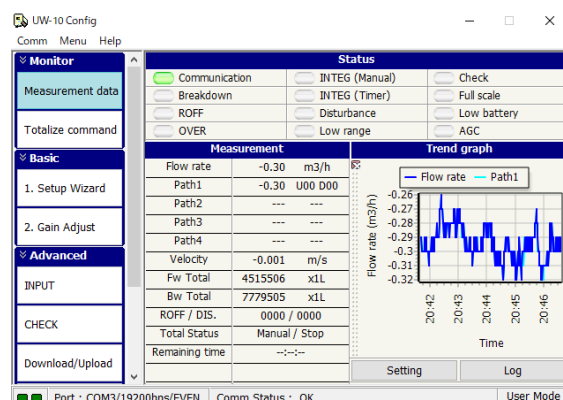 UW-10 Config
Comm Menu Help
Monitor
Measurement data
Totalize command
Basic
1. Setup Wizard
2. Gain Adjust
Advanced
INPUT
CHECK
Download/Upload
Status
Communication INTEG (Manual) Check
Breakdown INTEG (Timer) Full scale
ROFF Disturbance Low battery
OVER Low range AGC
Measurement
Flow rate -0.30 m3/h
Path1 -0.30 U00 D00
Path2 --- ---
Path3 --- ---
Path4 --- ---
Velocity -0.001 m/s
Fw Total 4515506 x1L
Bw Total 7779505 x1L
ROFF / DIS. 0000 / 0000
Total Status Manual / Stop
Remaining time --:--:--
Trend graph
Flow rate Path1
Flow rate (m3/h)
-0.26
-0.27
-0.28
-0.29
-0.3
-0.31
-0.32
20:42 20:43 20:44 20:45 20:46
Time
Setting Log
Port : COM3/19200bps/EVEN Comm Status : OK User Mode